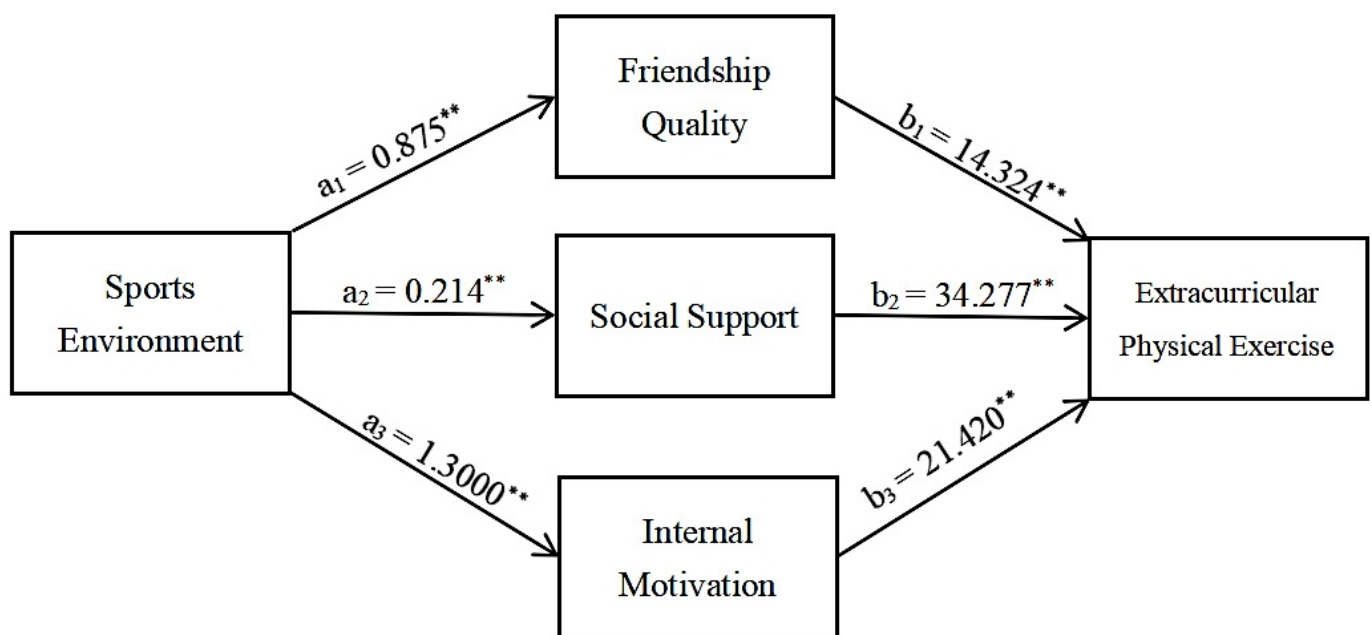 Friendship
Quality
a₁ = 0.875**
b₁ = 14.324**
Sports
Environment
a₂ = 0.214**
Social Support
b₂ = 34.277**
Extracurricular
Physical Exercise
a₃ = 1.3000**
b₃ = 21.420**
Internal
Motivation